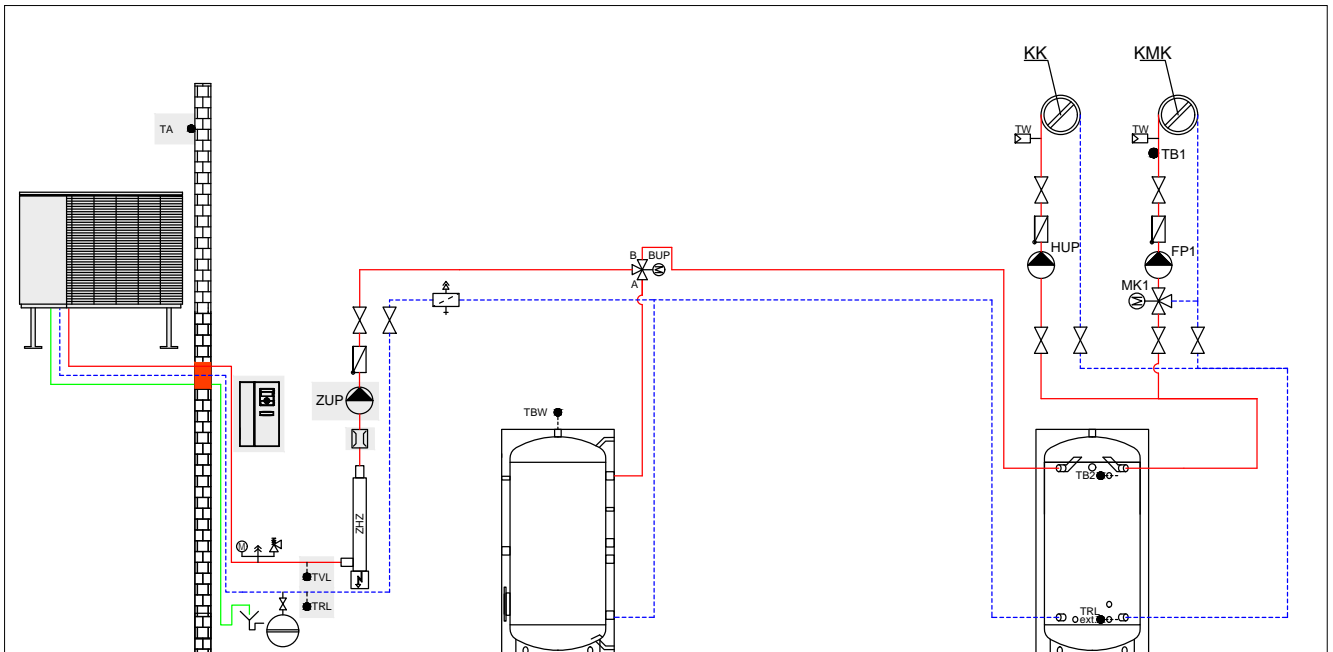 KK
KMK
TA
TW
TW
TB1
HUP
FP1
B
BUP
A
MK1
M
M
ZUP
TBW
TB2
ZHZ
M
TVL
TRL
TRL
ext.